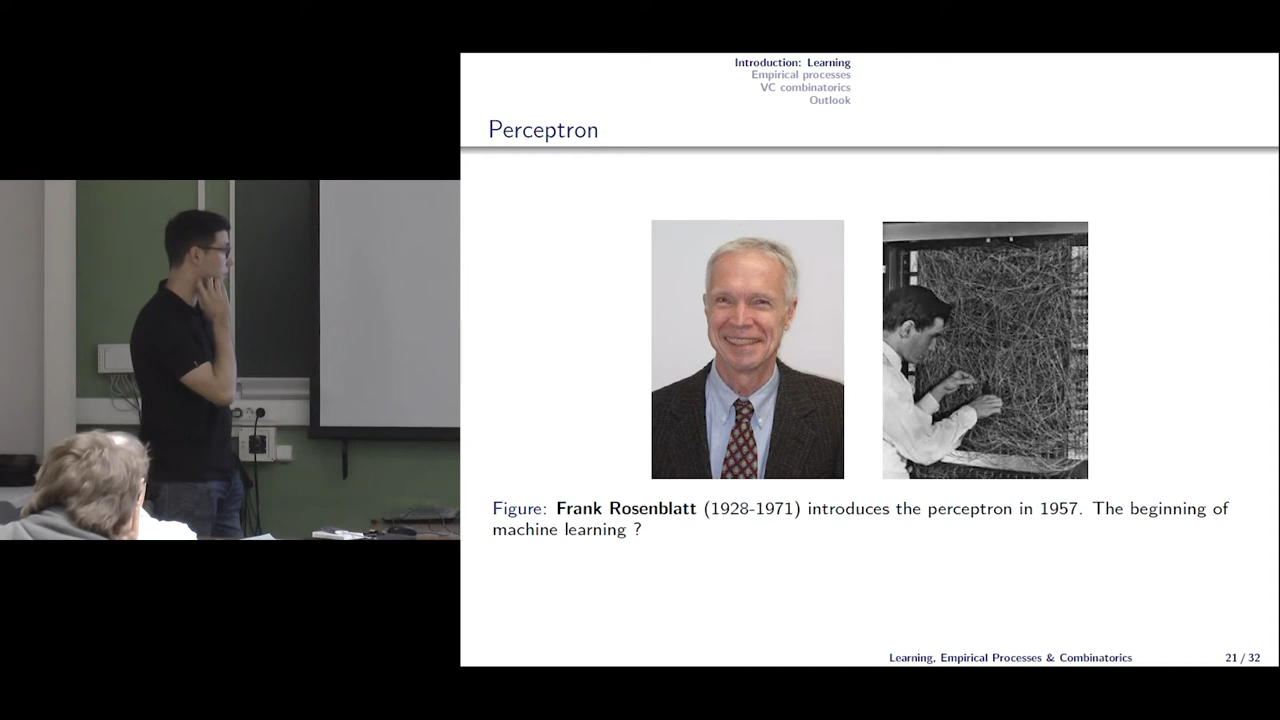 Introduction: Learning
Empirical processes
VC combinatorics
Outlook
Perceptron
Figure: Frank Rosenblatt (1928-1971) introduces the perceptron in 1957. The beginning of
machine learning ?
Learning, Empirical Processes & Combinatorics 21 / 32